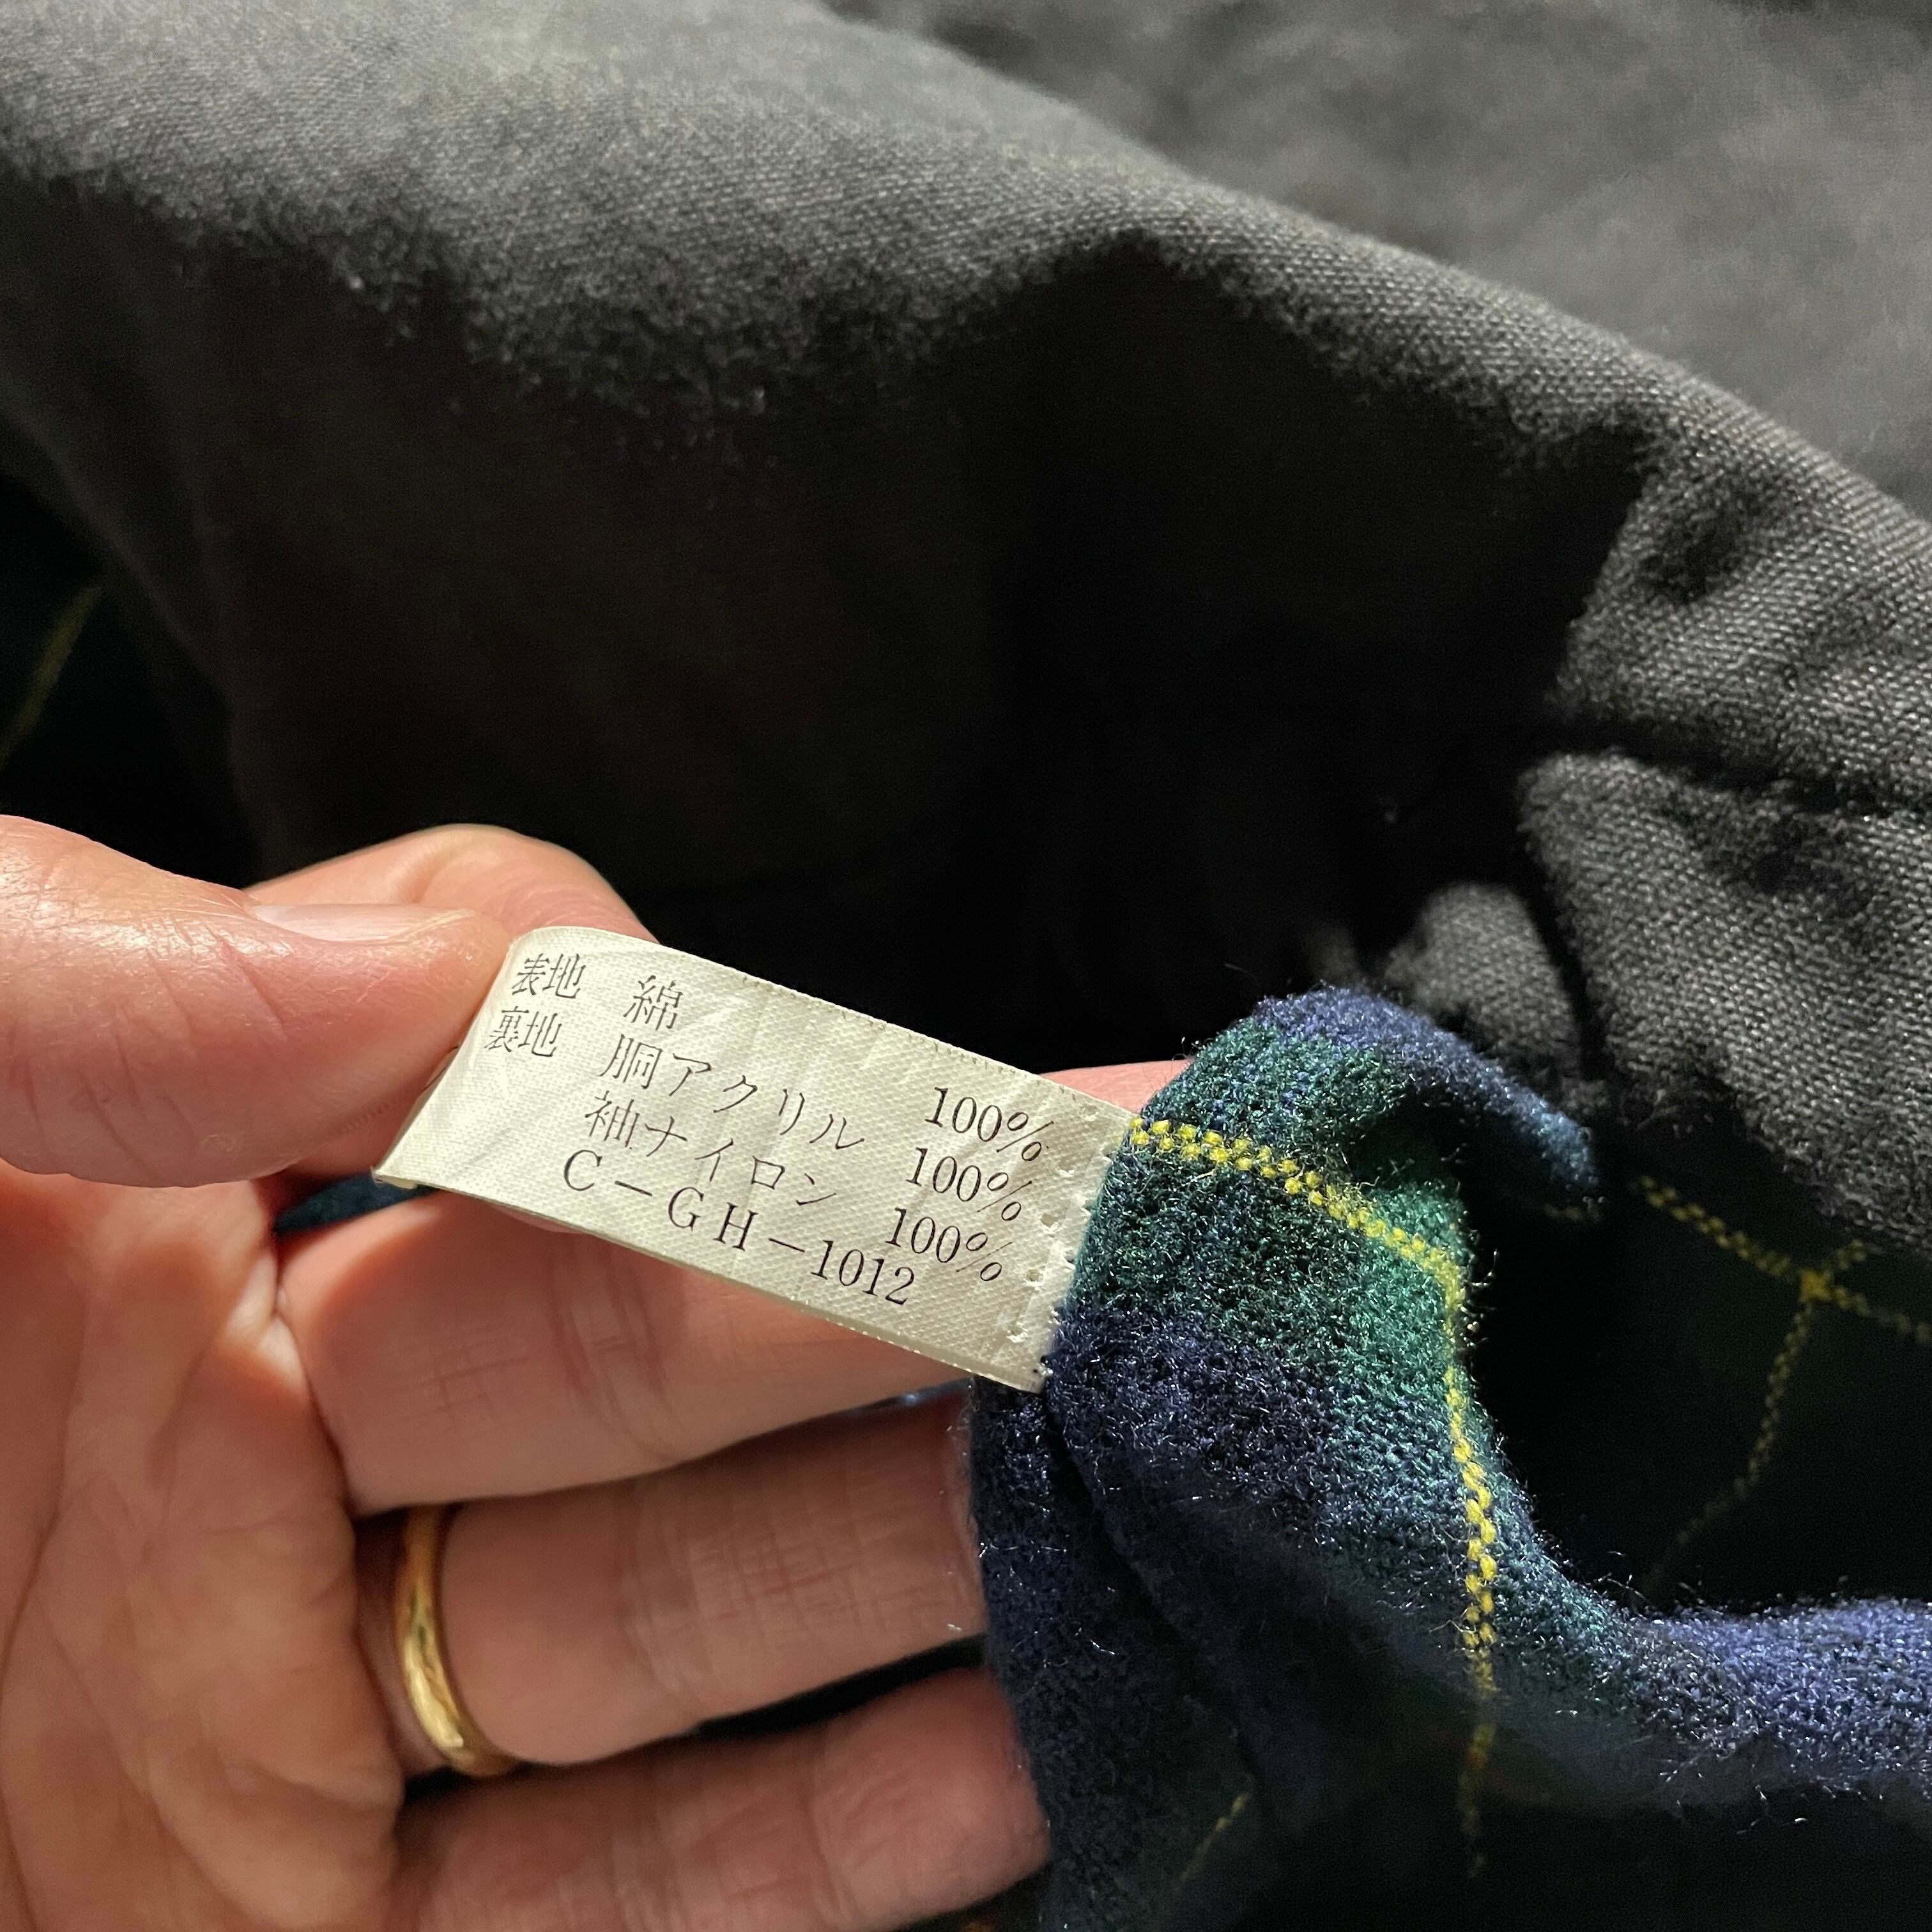 表地 綿 100%
裏地 胴アクリル 100%
袖ナイロン 100%
C－GH－1012